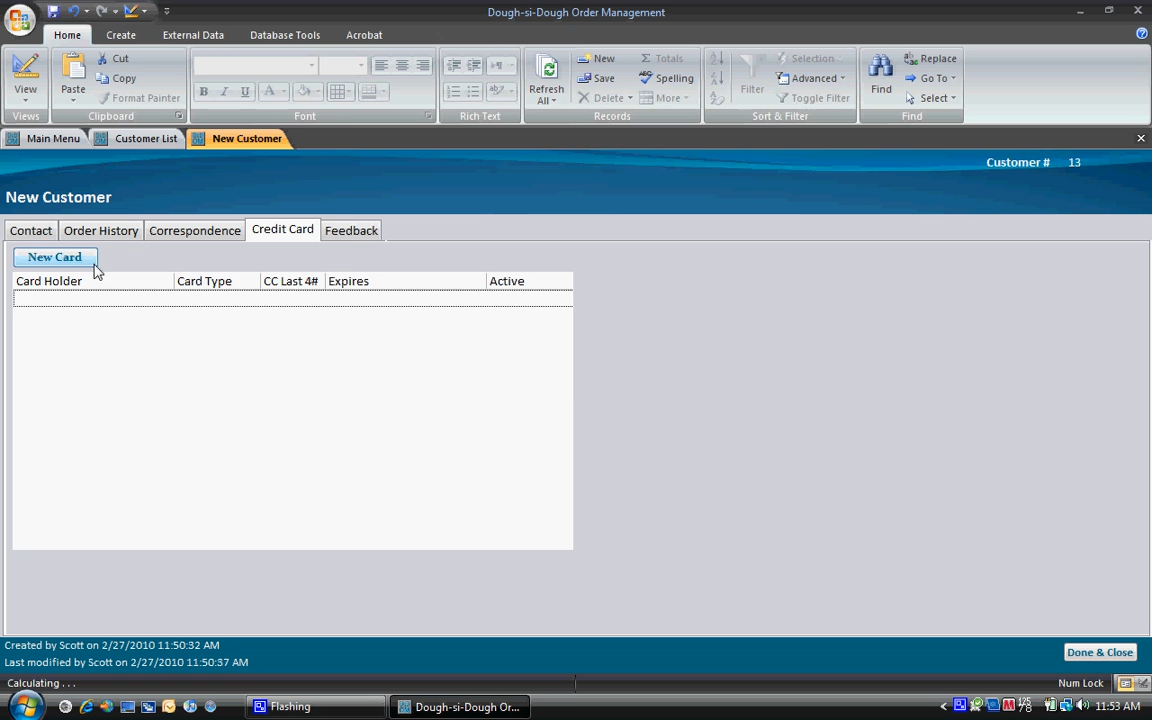 Dough-si-Dough Order Management
Home Create External Data Database Tools Acrobat
View
Views
Paste
Cut
Copy
Format Painter
Clipboard
B I U A
Font
Rich Text
Refresh All
New
Save
Delete
Totals
Spelling
More
Records
Filter
Selection
Advanced
Toggle Filter
Sort & Filter
Find
Replace
Go To
Select
Find
Main Menu Customer List New Customer
Customer # 13
New Customer
Contact Order History Correspondence Credit Card Feedback
New Card
Card Holder Card Type CC Last 4# Expires Active
Created by Scott on 2/27/2010 11:50:32 AM
Last modified by Scott on 2/27/2010 11:50:37 AM
Done & Close
Calculating . . .
Num Lock
Flashing
Dough-si-Dough Or...
11:53 AM